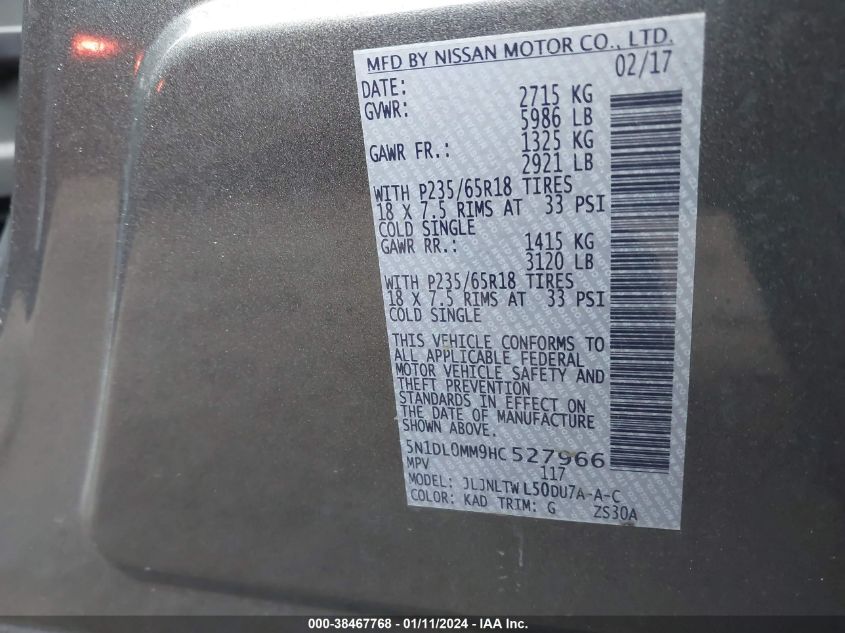 MFD BY NISSAN MOTOR CO., LTD.
DATE: 02/17
GVWR: 2715 KG
5986 LB
GAWR FR.: 1325 KG
2921 LB
WITH P235/65R18 TIRES
18 X 7.5 RIMS AT 33 PSI
COLD SINGLE
GAWR RR.: 1415 KG
3120 LB
WITH P235/65R18 TIRES
18 X 7.5 RIMS AT 33 PSI
COLD SINGLE
THIS VEHICLE CONFORMS TO
ALL APPLICABLE FEDERAL
MOTOR VEHICLE SAFETY AND
THEFT PREVENTION
STANDARDS IN EFFECT ON
THE DATE OF MANUFACTURE
SHOWN ABOVE.
5N1DL0MM9HC 527966
MPV 117
MODEL: JLJNLTW L50DU7A-A-C
COLOR: KAD TRIM: G ZS30A
000-38467768 - 01/11/2024 - IAA Inc.